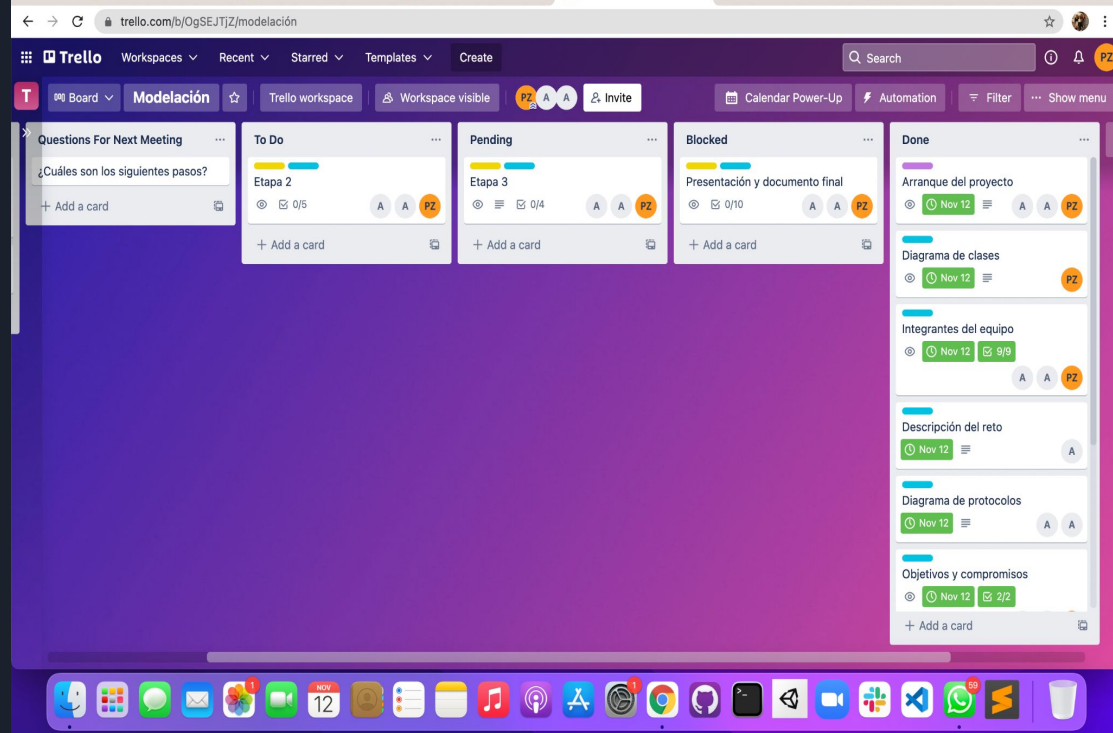 trello.com/b/OgSEJTjZ/modelación
Trello Workspaces Recent Starred Templates Create Search PZ
T Board Modelación Trello workspace Workspace visible PZ A A Invite Calendar Power-Up Automation Filter ... Show menu
Questions For Next Meeting ...
¿Cuáles son los siguientes pasos?
+ Add a card
To Do ...
Etapa 2
0/5 A A PZ
+ Add a card
Pending ...
Etapa 3
0/4 A A PZ
+ Add a card
Blocked ...
Presentación y documento final
0/10 A A PZ
+ Add a card
Done ...
Arranque del proyecto
Nov 12 A A PZ
Diagrama de clases
Nov 12 PZ
Integrantes del equipo
Nov 12 9/9
A A PZ
Descripción del reto
Nov 12 A
Diagrama de protocolos
Nov 12 A A
Objetivos y compromisos
Nov 12 2/2
+ Add a card
1 NOV 1 59
12